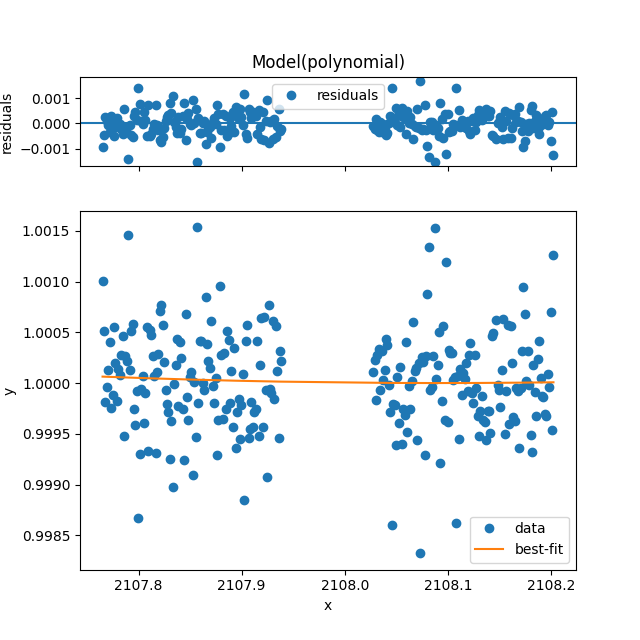 Model(polynomial)
residuals
0.001
0.000
−0.001
residuals
1.0015
1.0010
1.0005
1.0000
0.9995
0.9990
0.9985
y
data
best-fit
2107.8 2107.9 2108.0 2108.1 2108.2
x